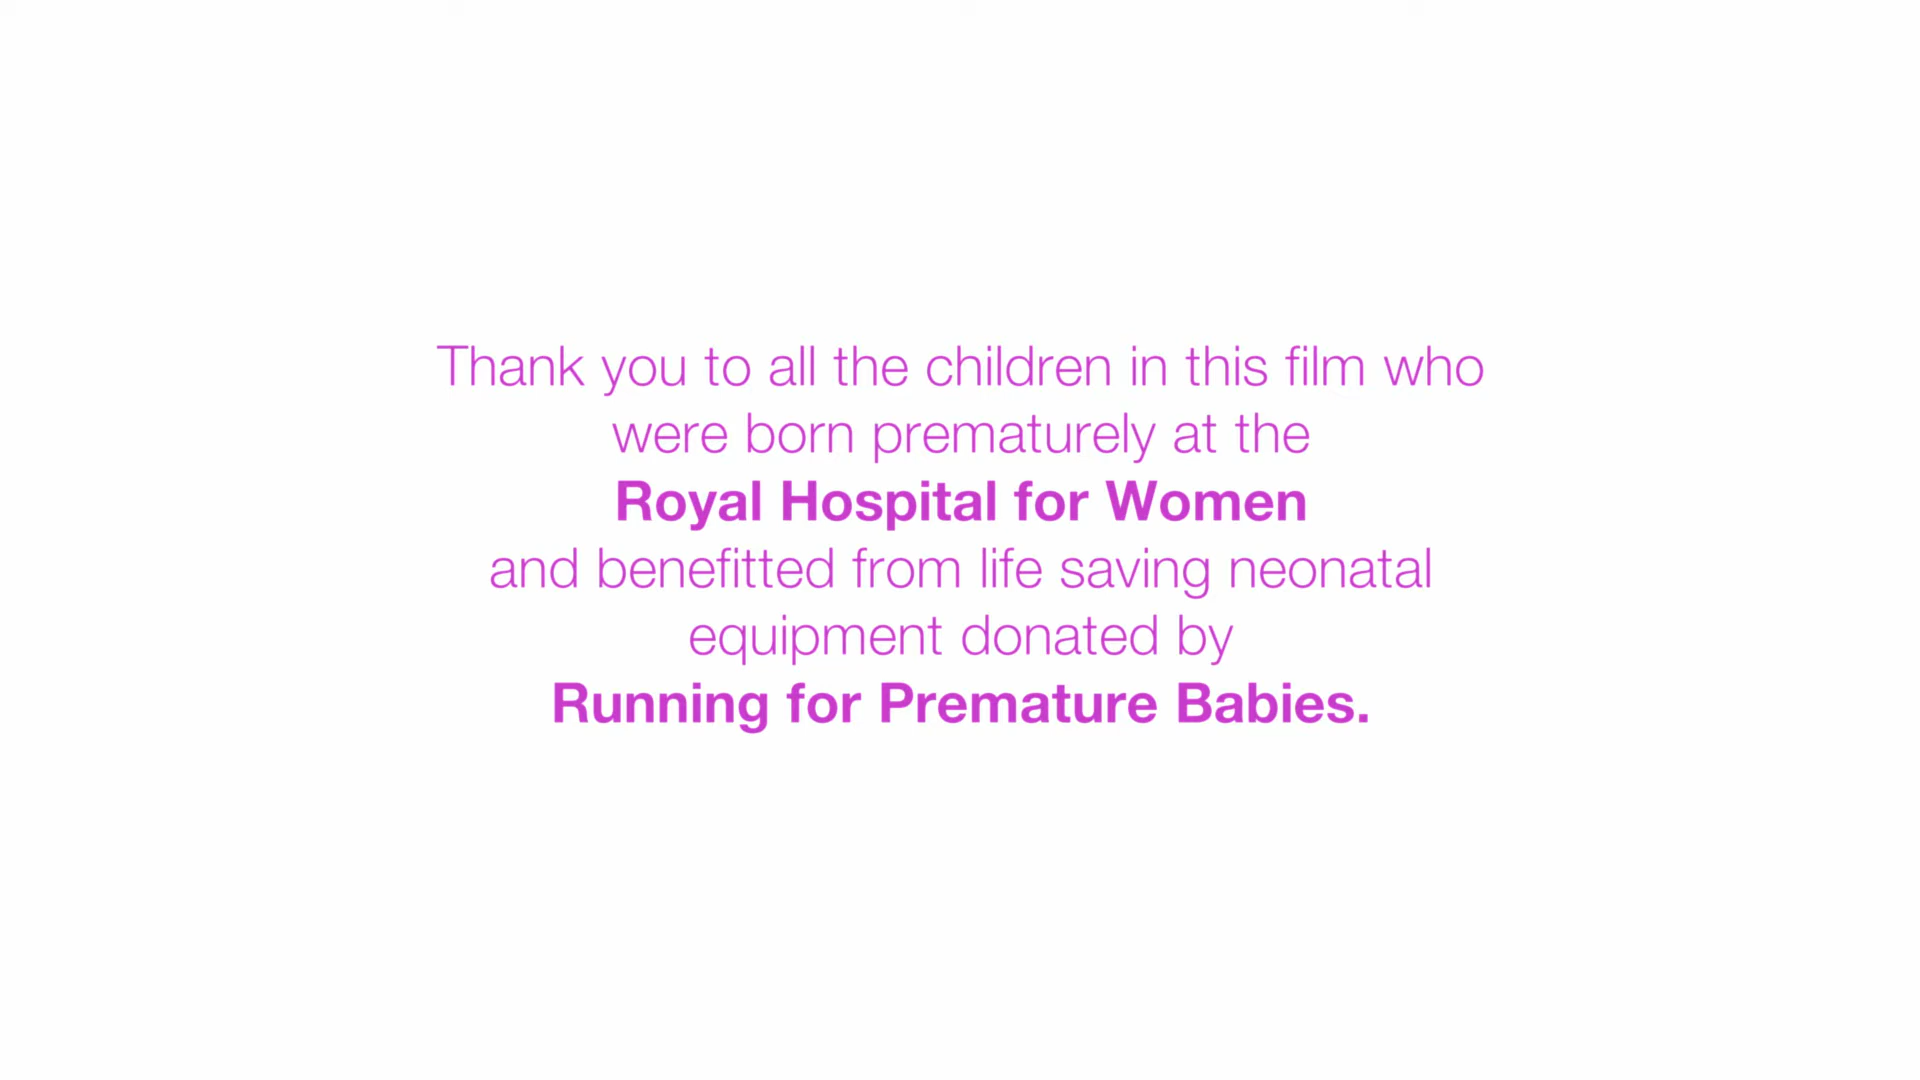 Thank you to all the children in this film who
were born prematurely at the
Royal Hospital for Women
and benefitted from life saving neonatal
equipment donated by
Running for Premature Babies.